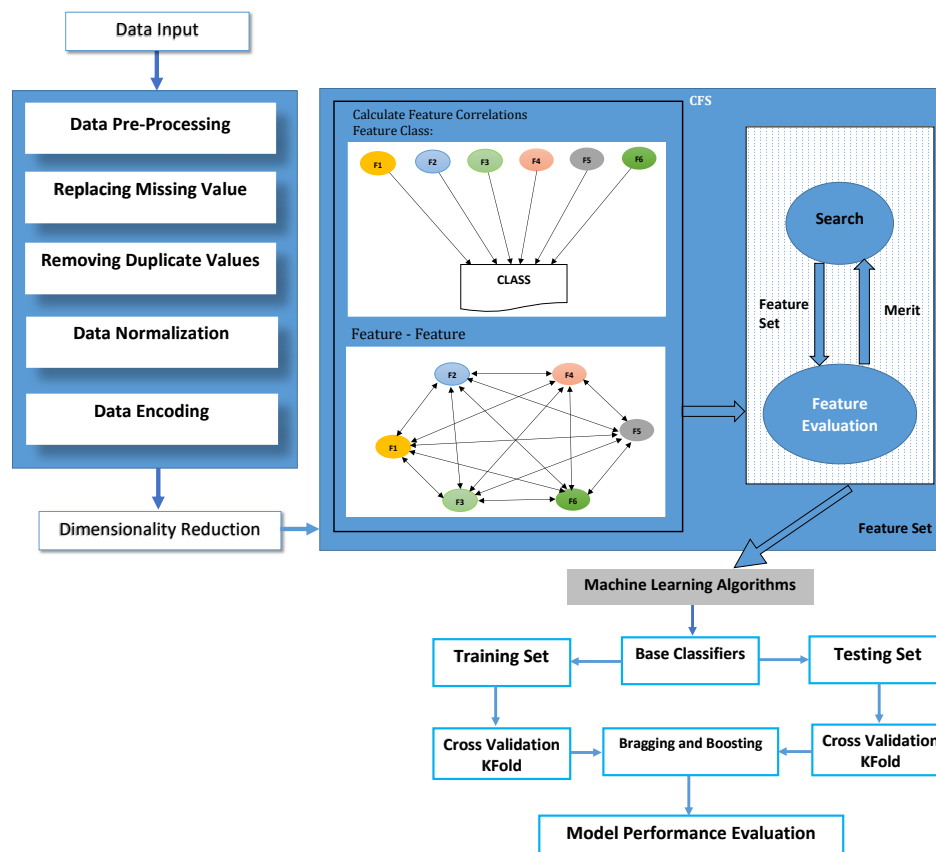 Data Input
Data Pre-Processing
Replacing Missing Value
Removing Duplicate Values
Data Normalization
Data Encoding
Dimensionality Reduction
CFS
Calculate Feature Correlations
Feature Class:
F1
F2
F3
F4
F5
F6
CLASS
Feature - Feature
F2
F4
F1
F5
F3
F6
Search
Feature
Set
Merit
Feature
Evaluation
Feature Set
Machine Learning Algorithms
Training Set
Base Classifiers
Testing Set
Cross Validation
KFold
Bragging and Boosting
Cross Validation
KFold
Model Performance Evaluation